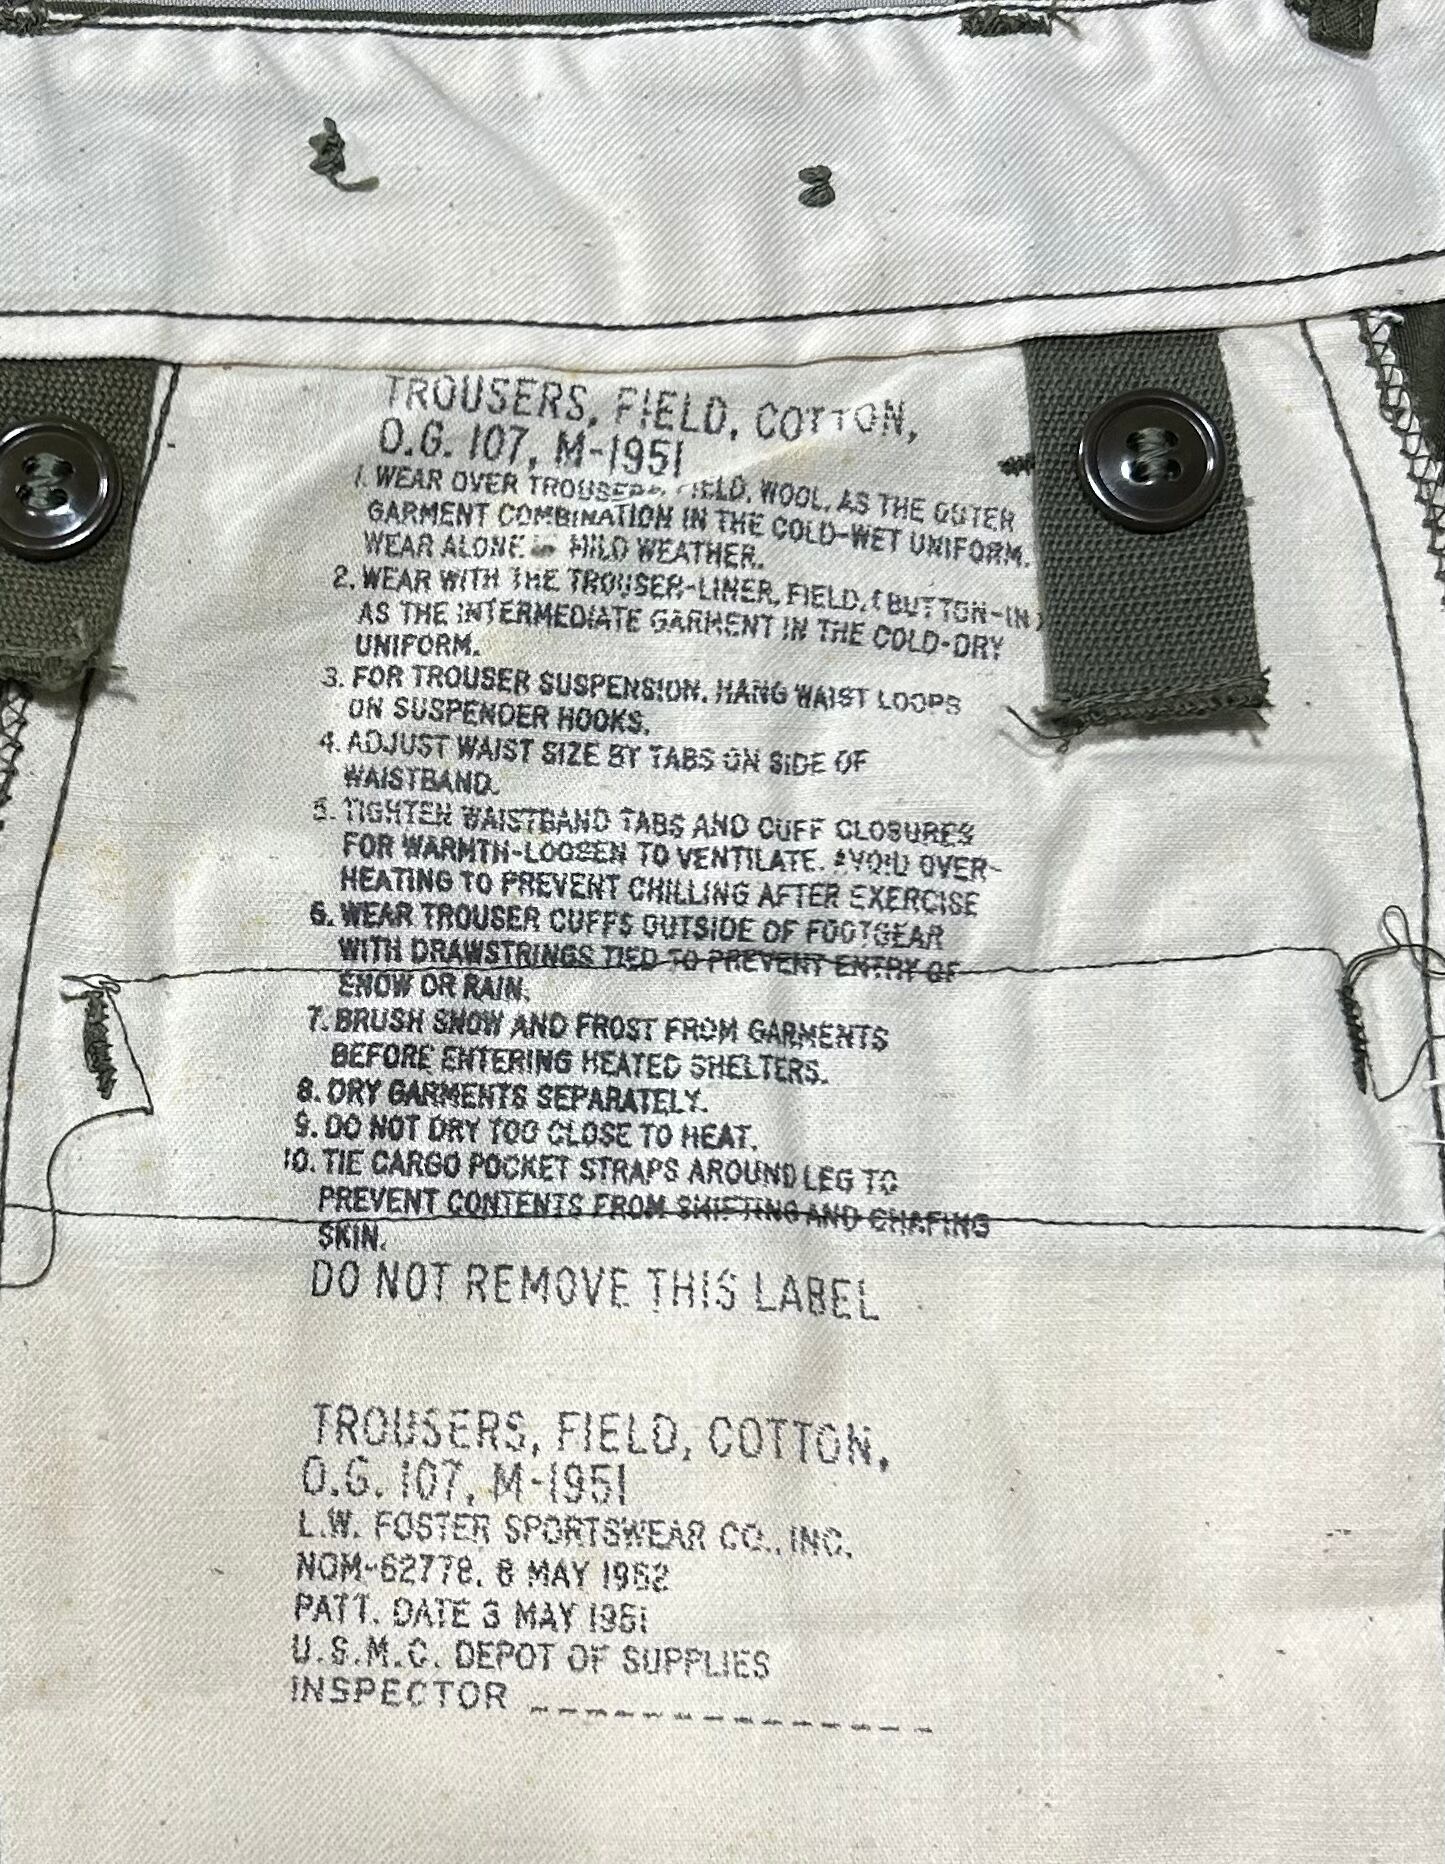 TROUSERS, FIELD, COTTON,
O.G. 107, M-1951
1. WEAR OVER TROUSERS, FIELD, WOOL, AS THE OUTER
GARMENT COMBINATION IN THE COLD-WET UNIFORM.
WEAR ALONE IN MILD WEATHER.
2. WEAR WITH THE TROUSER-LINER, FIELD, (BUTTON-IN)
AS THE INTERMEDIATE GARMENT IN THE COLD-DRY
UNIFORM.
3. FOR TROUSER SUSPENSION, HANG WAIST LOOPS
ON SUSPENDER HOOKS.
4. ADJUST WAIST SIZE BY TABS ON SIDE OF
WAISTBAND.
5. TIGHTEN WAISTBAND TABS AND CUFF CLOSURES
FOR WARMTH-LOOSEN TO VENTILATE. AVOID OVER-
HEATING TO PREVENT CHILLING AFTER EXERCISE
6. WEAR TROUSER CUFFS OUTSIDE OF FOOTGEAR
WITH DRAWSTRINGS TIED TO PREVENT ENTRY OF
SNOW OR RAIN.
7. BRUSH SNOW AND FROST FROM GARMENTS
BEFORE ENTERING HEATED SHELTERS.
8. DRY GARMENTS SEPARATELY.
9. DO NOT DRY TOO CLOSE TO HEAT.
10. TIE CARGO POCKET STRAPS AROUND LEG TO
PREVENT CONTENTS FROM SHIFTING AND CHAFING
SKIN.
DO NOT REMOVE THIS LABEL
TROUSERS, FIELD, COTTON,
O.G. 107, M-1951
L.W. FOSTER SPORTSWEAR CO., INC.
NOM-62778, 8 MAY 1952
PATT. DATE 3 MAY 1951
U.S.M.C. DEPOT OF SUPPLIES
INSPECTOR _ _ _ _ _ _ _ _ _ _ _ _ _ _